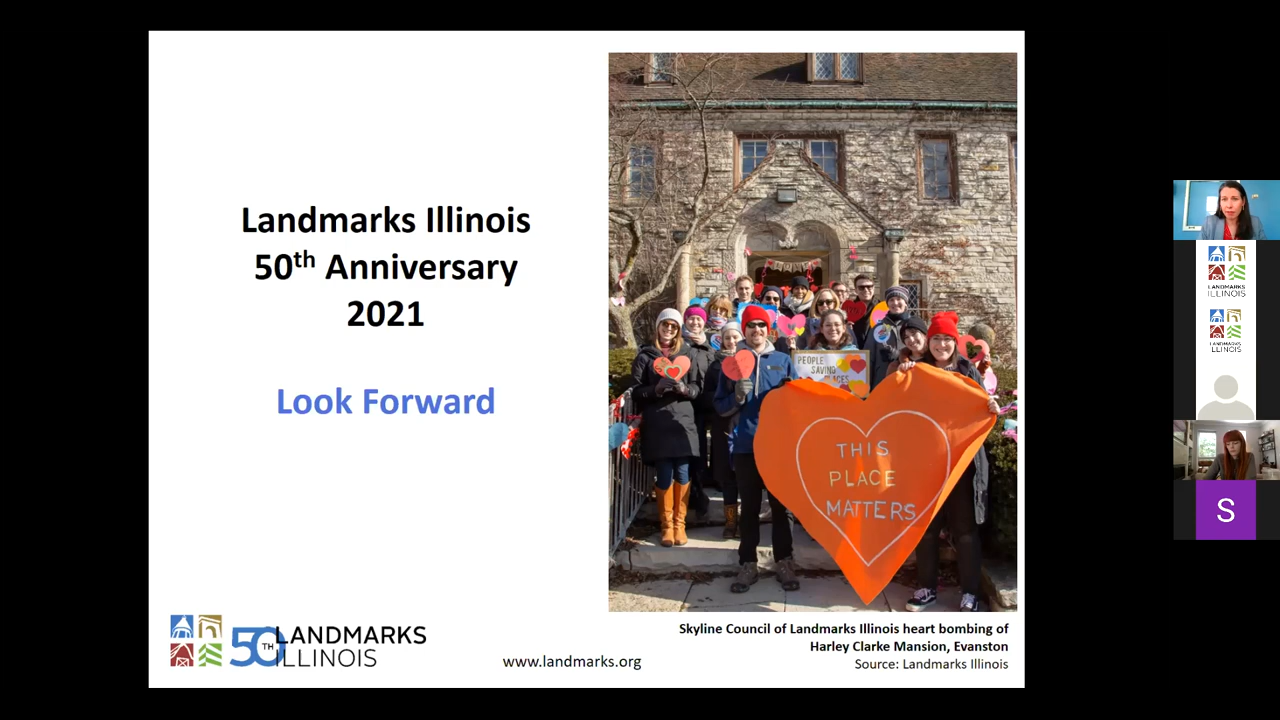 Landmarks Illinois
50th Anniversary
2021
Look Forward
PEOPLE
SAVING
PLACES
THIS
PLACE
MATTERS
Skyline Council of Landmarks Illinois heart bombing of
Harley Clarke Mansion, Evanston
Source: Landmarks Illinois
www.landmarks.org
50TH LANDMARKS
ILLINOIS
LANDMARKS
ILLINOIS
LANDMARKS
ILLINOIS
S